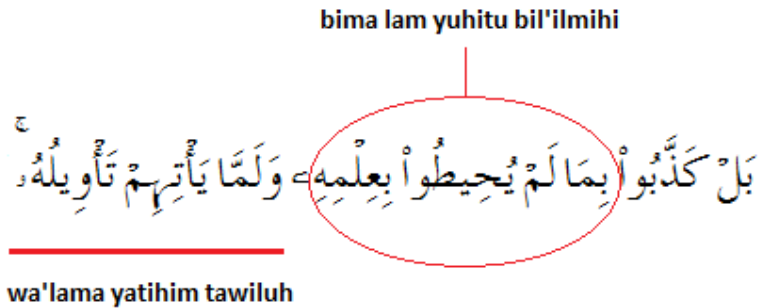 bima lam yuhitu bil'ilmihi
بَلْ كَذَّبُوا۟ بِمَا لَمْ يُحِيطُوا۟ بِعِلْمِهِۦ وَلَمَّا يَأْتِهِمْ تَأْوِيلُهُۥ ۚ
wa'lama yatihim tawiluh